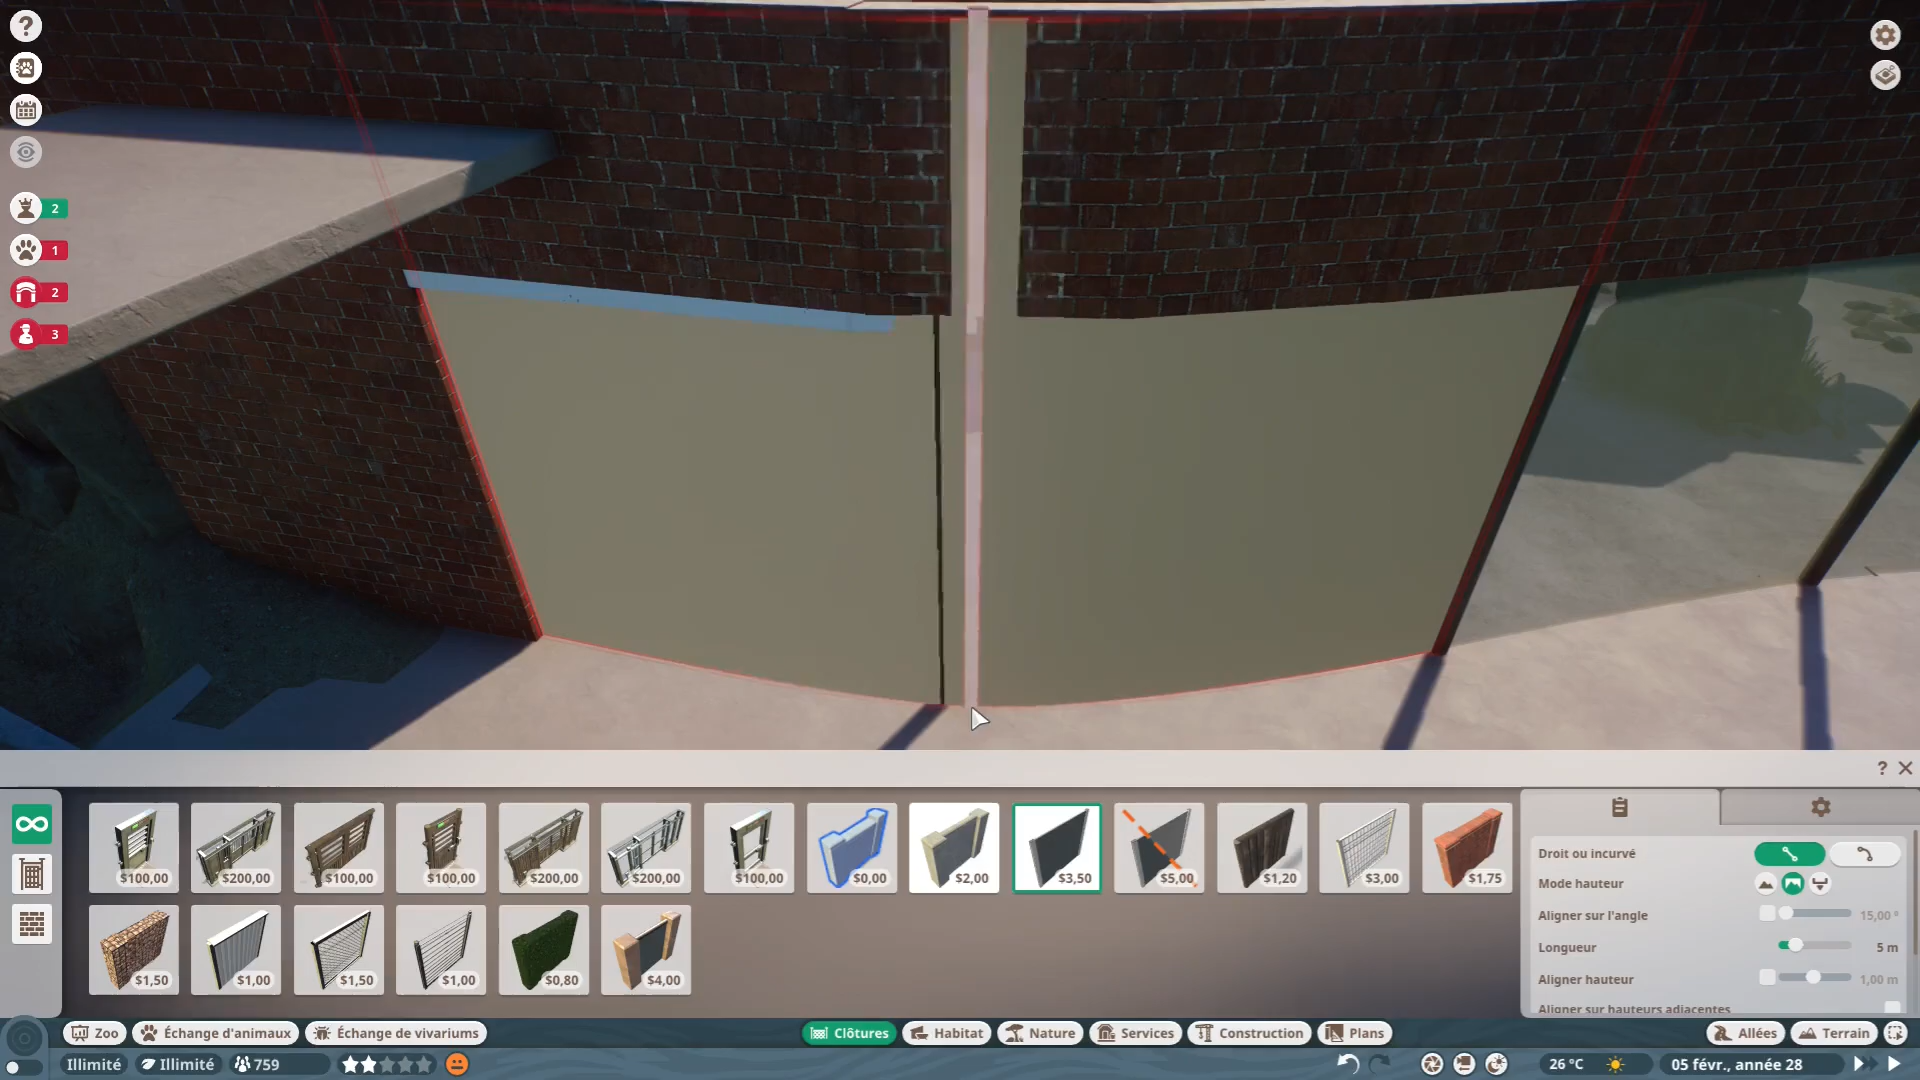 ?
2
1
2
3
? ✕
$100,00 $200,00 $100,00 $100,00 $200,00 $200,00 $100,00 $0,00 $2,00 $3,50 $5,00 $1,20 $3,00 $1,75
$1,50 $1,00 $1,50 $1,00 $0,80 $4,00
Droit ou incurvé
Mode hauteur
Aligner sur l'angle 15,00 °
Longueur 5 m
Aligner hauteur 1,00 m
Aligner sur hauteurs adjacentes
Zoo Échange d'animaux Échange de vivariums Clôtures Habitat Nature Services Construction Plans Allées Terrain
Illimité Illimité 759 26 °C 05 févr., année 28